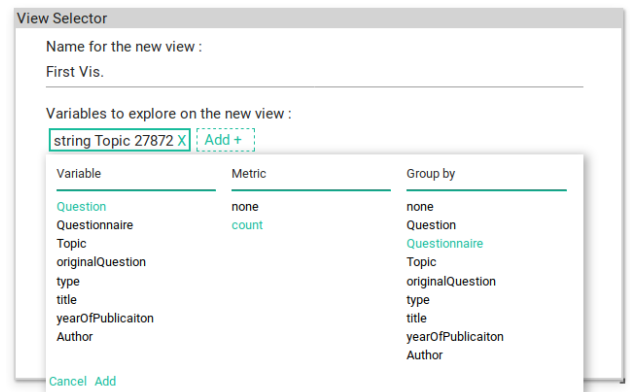 View Selector
Name for the new view :
First Vis.
Variables to explore on the new view :
string Topic 27872 X Add +
Variable Metric Group by
Question none none
Questionnaire count Question
Topic Questionnaire
originalQuestion Topic
type originalQuestion
title type
yearOfPublicaiton title
Author yearOfPublicaiton
Author
Cancel Add